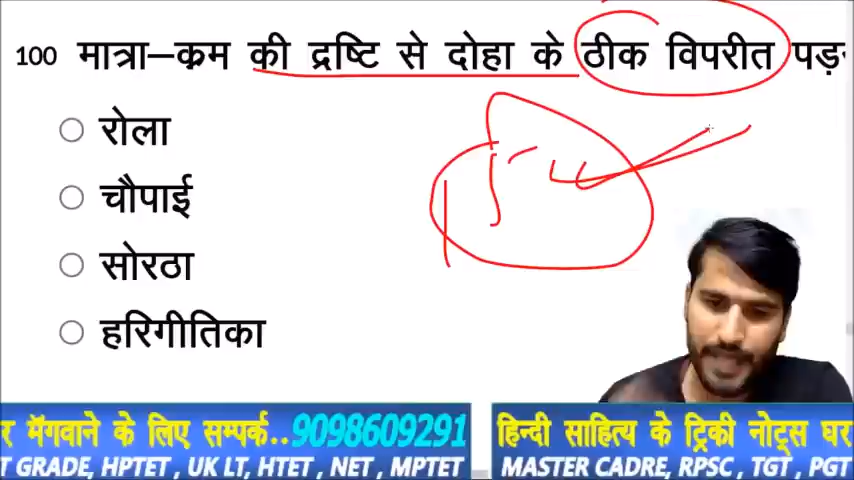 100 मात्रा–क्रम की द्रष्टि से दोहा के ठीक विपरीत
रोला
चौपाई
सोरठा
हरिगीतिका
र मॅगवाने के लिए सम्पर्क..9098609291 हिन्दी साहित्य के ट्रिकी नोट्स घर
T GRADE, HPTET , UK LT, HTET , NET , MPTET MASTER CADRE, RPSC , TGT , PGT